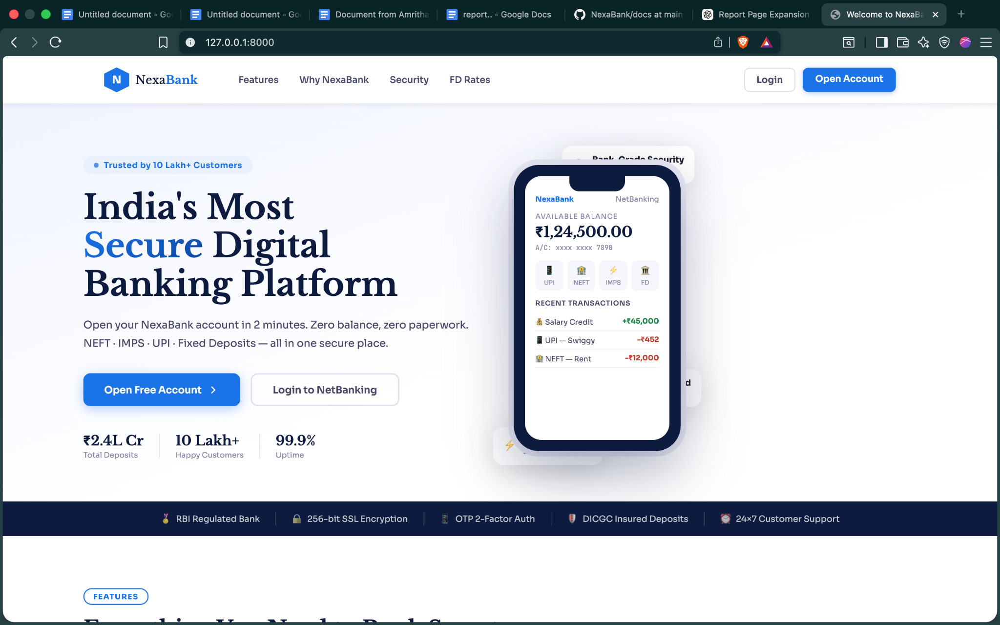 Untitled document - Go
Untitled document - Go
Document from Amritha
report.. - Google Docs
NexaBank/docs at main
Report Page Expansion
Welcome to NexaBa
127.0.0.1:8000
N NexaBank
Features
Why NexaBank
Security
FD Rates
Login
Open Account
Trusted by 10 Lakh+ Customers
India's Most
Secure Digital
Banking Platform
Open your NexaBank account in 2 minutes. Zero balance, zero paperwork.
NEFT · IMPS · UPI · Fixed Deposits — all in one secure place.
Open Free Account
Login to NetBanking
₹2.4L Cr
Total Deposits
10 Lakh+
Happy Customers
99.9%
Uptime
Bank-Grade Security
NexaBank NetBanking
AVAILABLE BALANCE
₹1,24,500.00
A/C: xxxx xxxx 7890
UPI NEFT IMPS FD
RECENT TRANSACTIONS
Salary Credit +₹45,000
UPI — Swiggy -₹452
NEFT — Rent -₹12,000
RBI Regulated Bank
256-bit SSL Encryption
OTP 2-Factor Auth
DICGC Insured Deposits
24×7 Customer Support
FEATURES